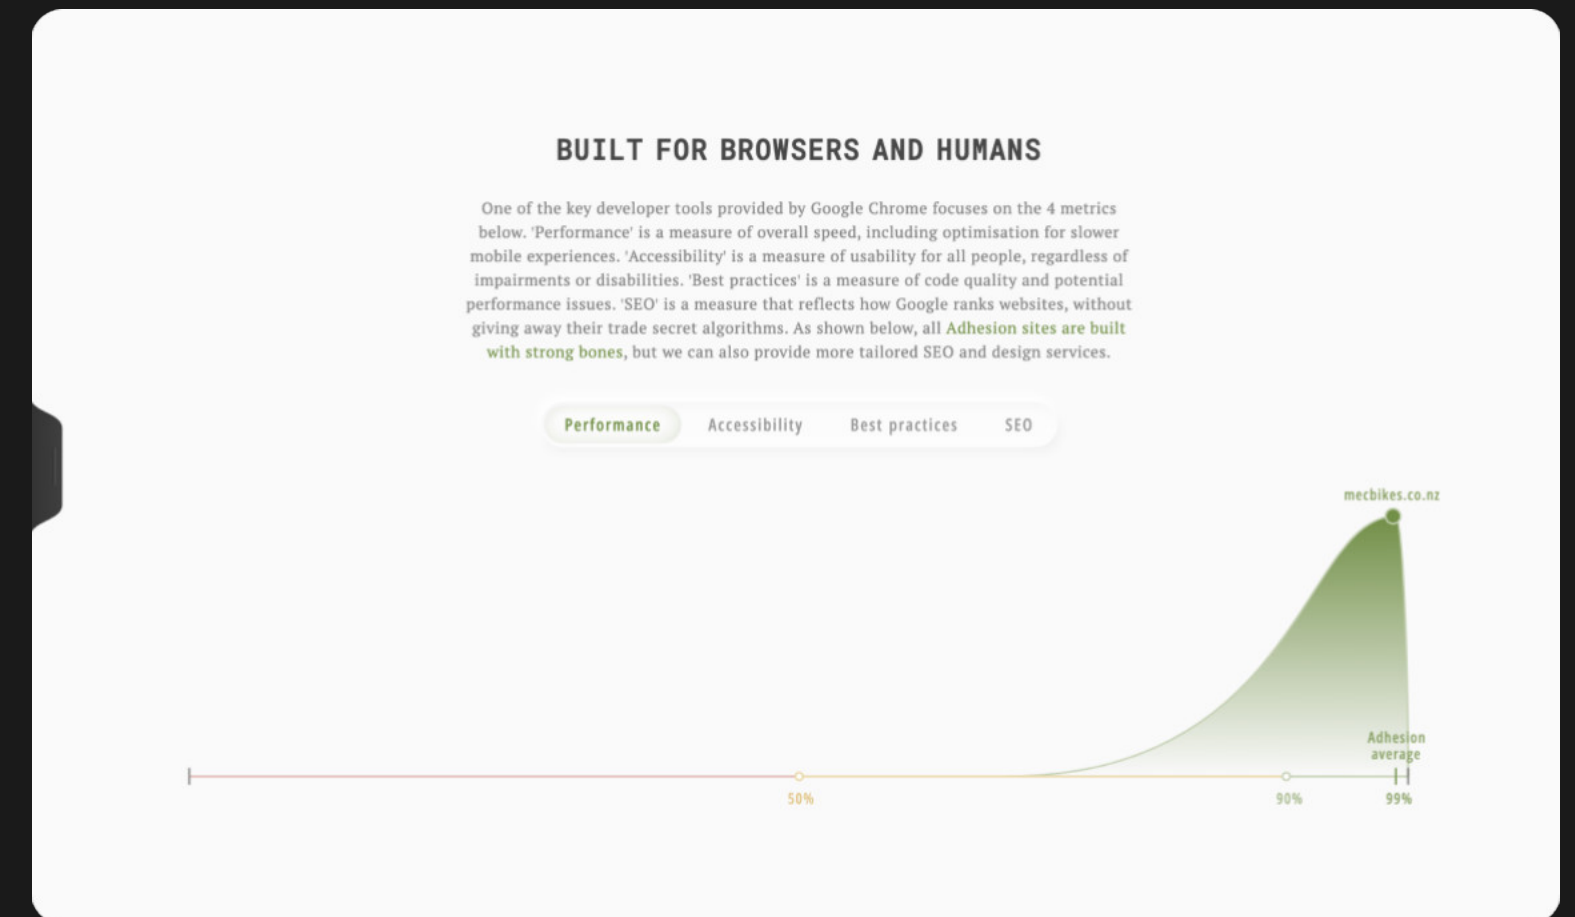 BUILT FOR BROWSERS AND HUMANS
One of the key developer tools provided by Google Chrome focuses on the 4 metrics
below. 'Performance' is a measure of overall speed, including optimisation for slower
mobile experiences. 'Accessibility' is a measure of usability for all people, regardless of
impairments or disabilities. 'Best practices' is a measure of code quality and potential
performance issues. 'SEO' is a measure that reflects how Google ranks websites, without
giving away their trade secret algorithms. As shown below, all Adhesion sites are built
with strong bones, but we can also provide more tailored SEO and design services.
Performance Accessibility Best practices SEO
mecbikes.co.nz
Adhesion
average
50% 90% 99%